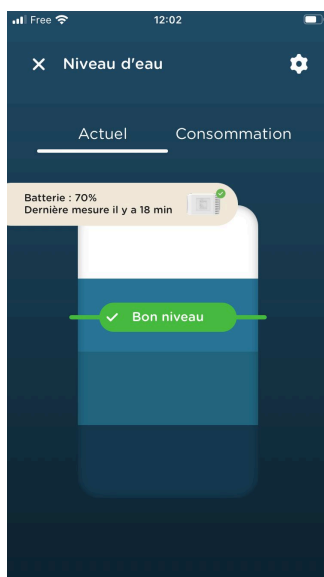 Free 12:02
Niveau d'eau
Actuel Consommation
Batterie : 70%
Dernière mesure il y a 18 min
Bon niveau